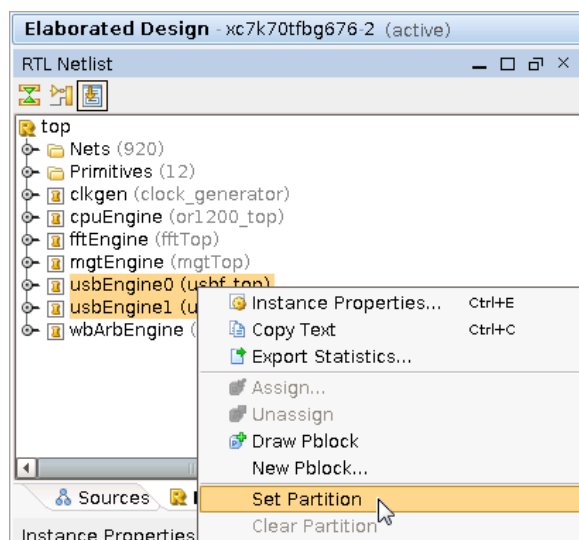 Elaborated Design - xc7k70tfbg676-2 (active)
RTL Netlist
top
Nets (920)
Primitives (12)
clkgen (clock_generator)
cpuEngine (or1200_top)
fftEngine (fftTop)
mgtEngine (mgtTop)
usbEngine0 (usbf_top)
usbEngine1 (u
wbArbEngine (
Instance Properties... Ctrl+E
Copy Text Ctrl+C
Export Statistics...
Assign...
Unassign
Draw Pblock
New Pblock...
Set Partition
Clear Partition
Sources
Instance Properties